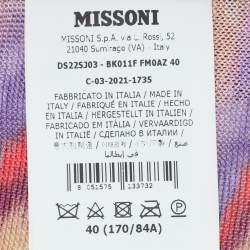 MISSONI
MISSONI S.p.A. via L. Rossi, 52
21040 Sumirago (VA) - Italy
DS22SJ03 - BK011F FM0AZ 40
C-03-2021-1735
FABBRICATO IN ITALIA / MADE IN
ITALY / FABRIQUÉ EN ITALIE / HECHO
EN ITALIA / HERGESTELLT IN ITALIEN /
FABRICADO EM ITÁLIA / VERVAARDIGD
IN ITALIË / СДЕЛАНО В ИТАЛИИ
8 051575 133732
40 (170/84A)